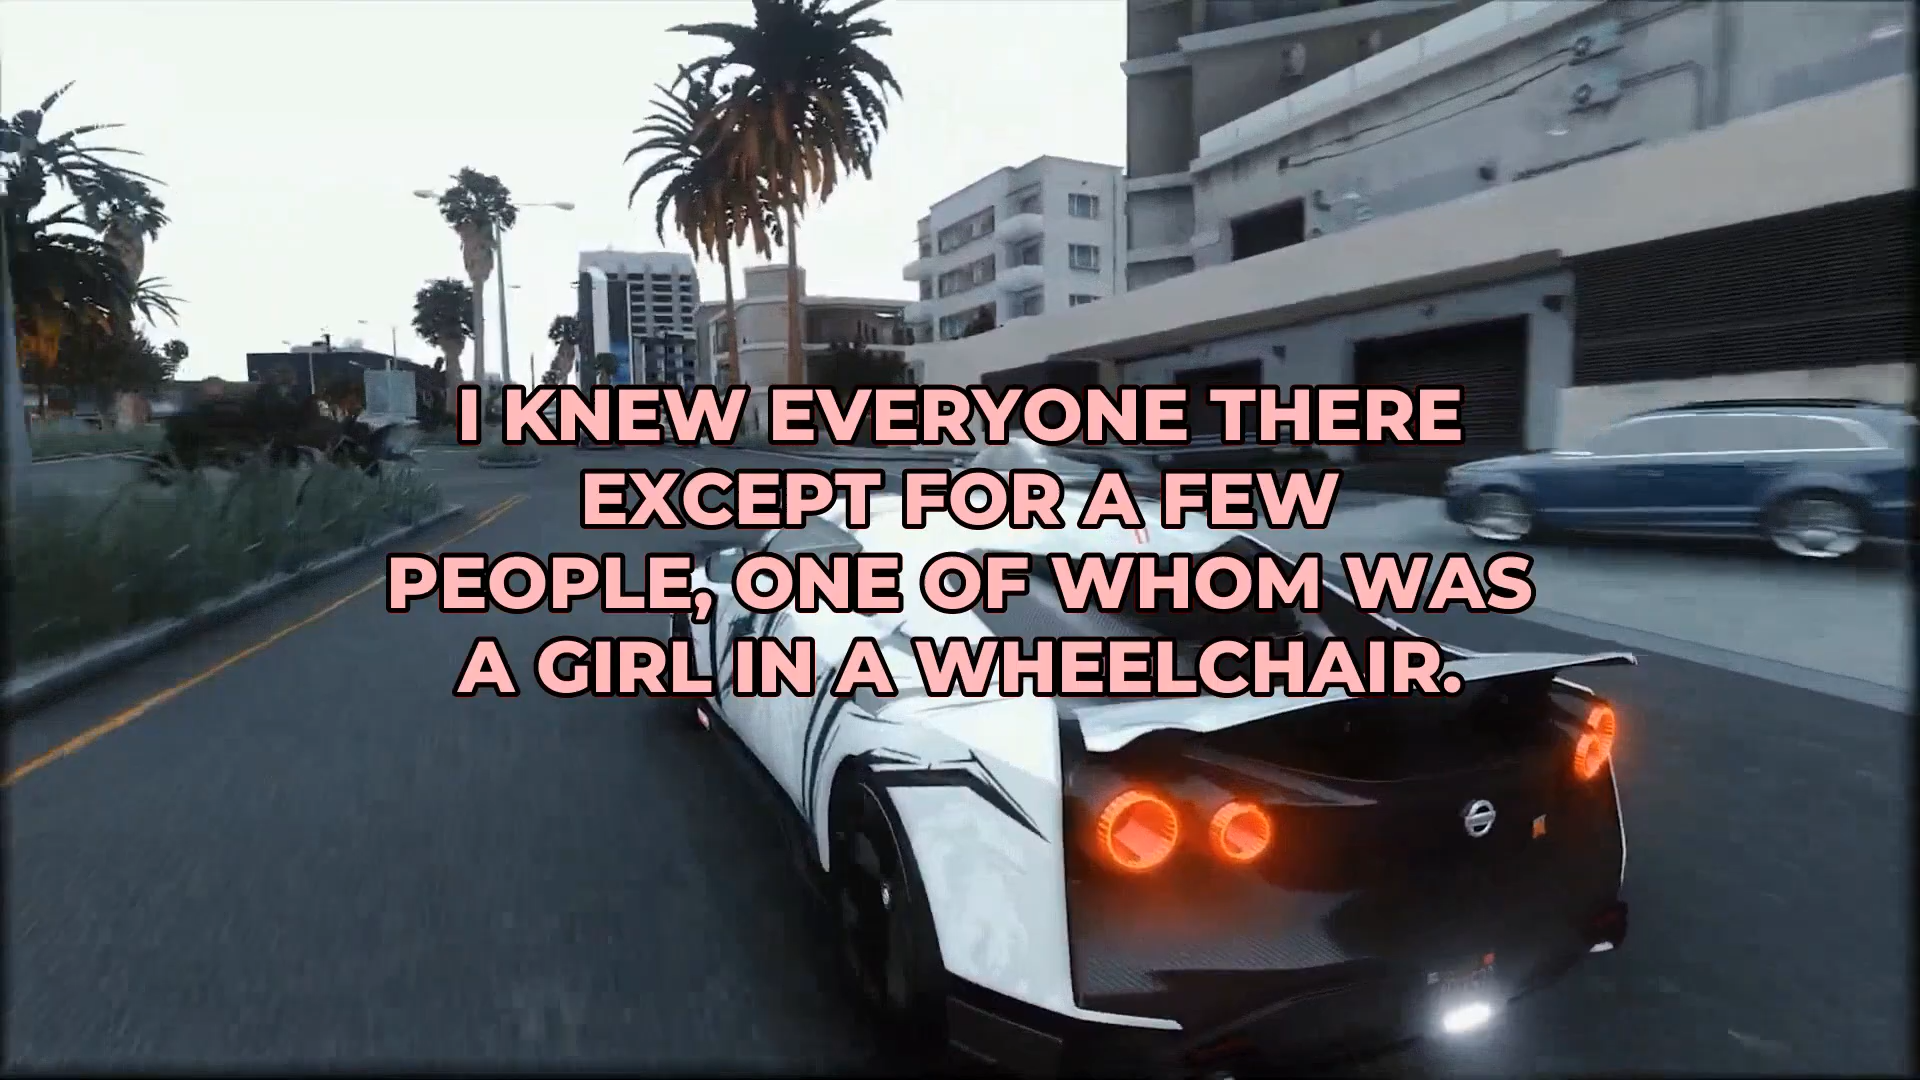 I KNEW EVERYONE THERE
EXCEPT FOR A FEW
PEOPLE, ONE OF WHOM WAS
A GIRL IN A WHEELCHAIR.